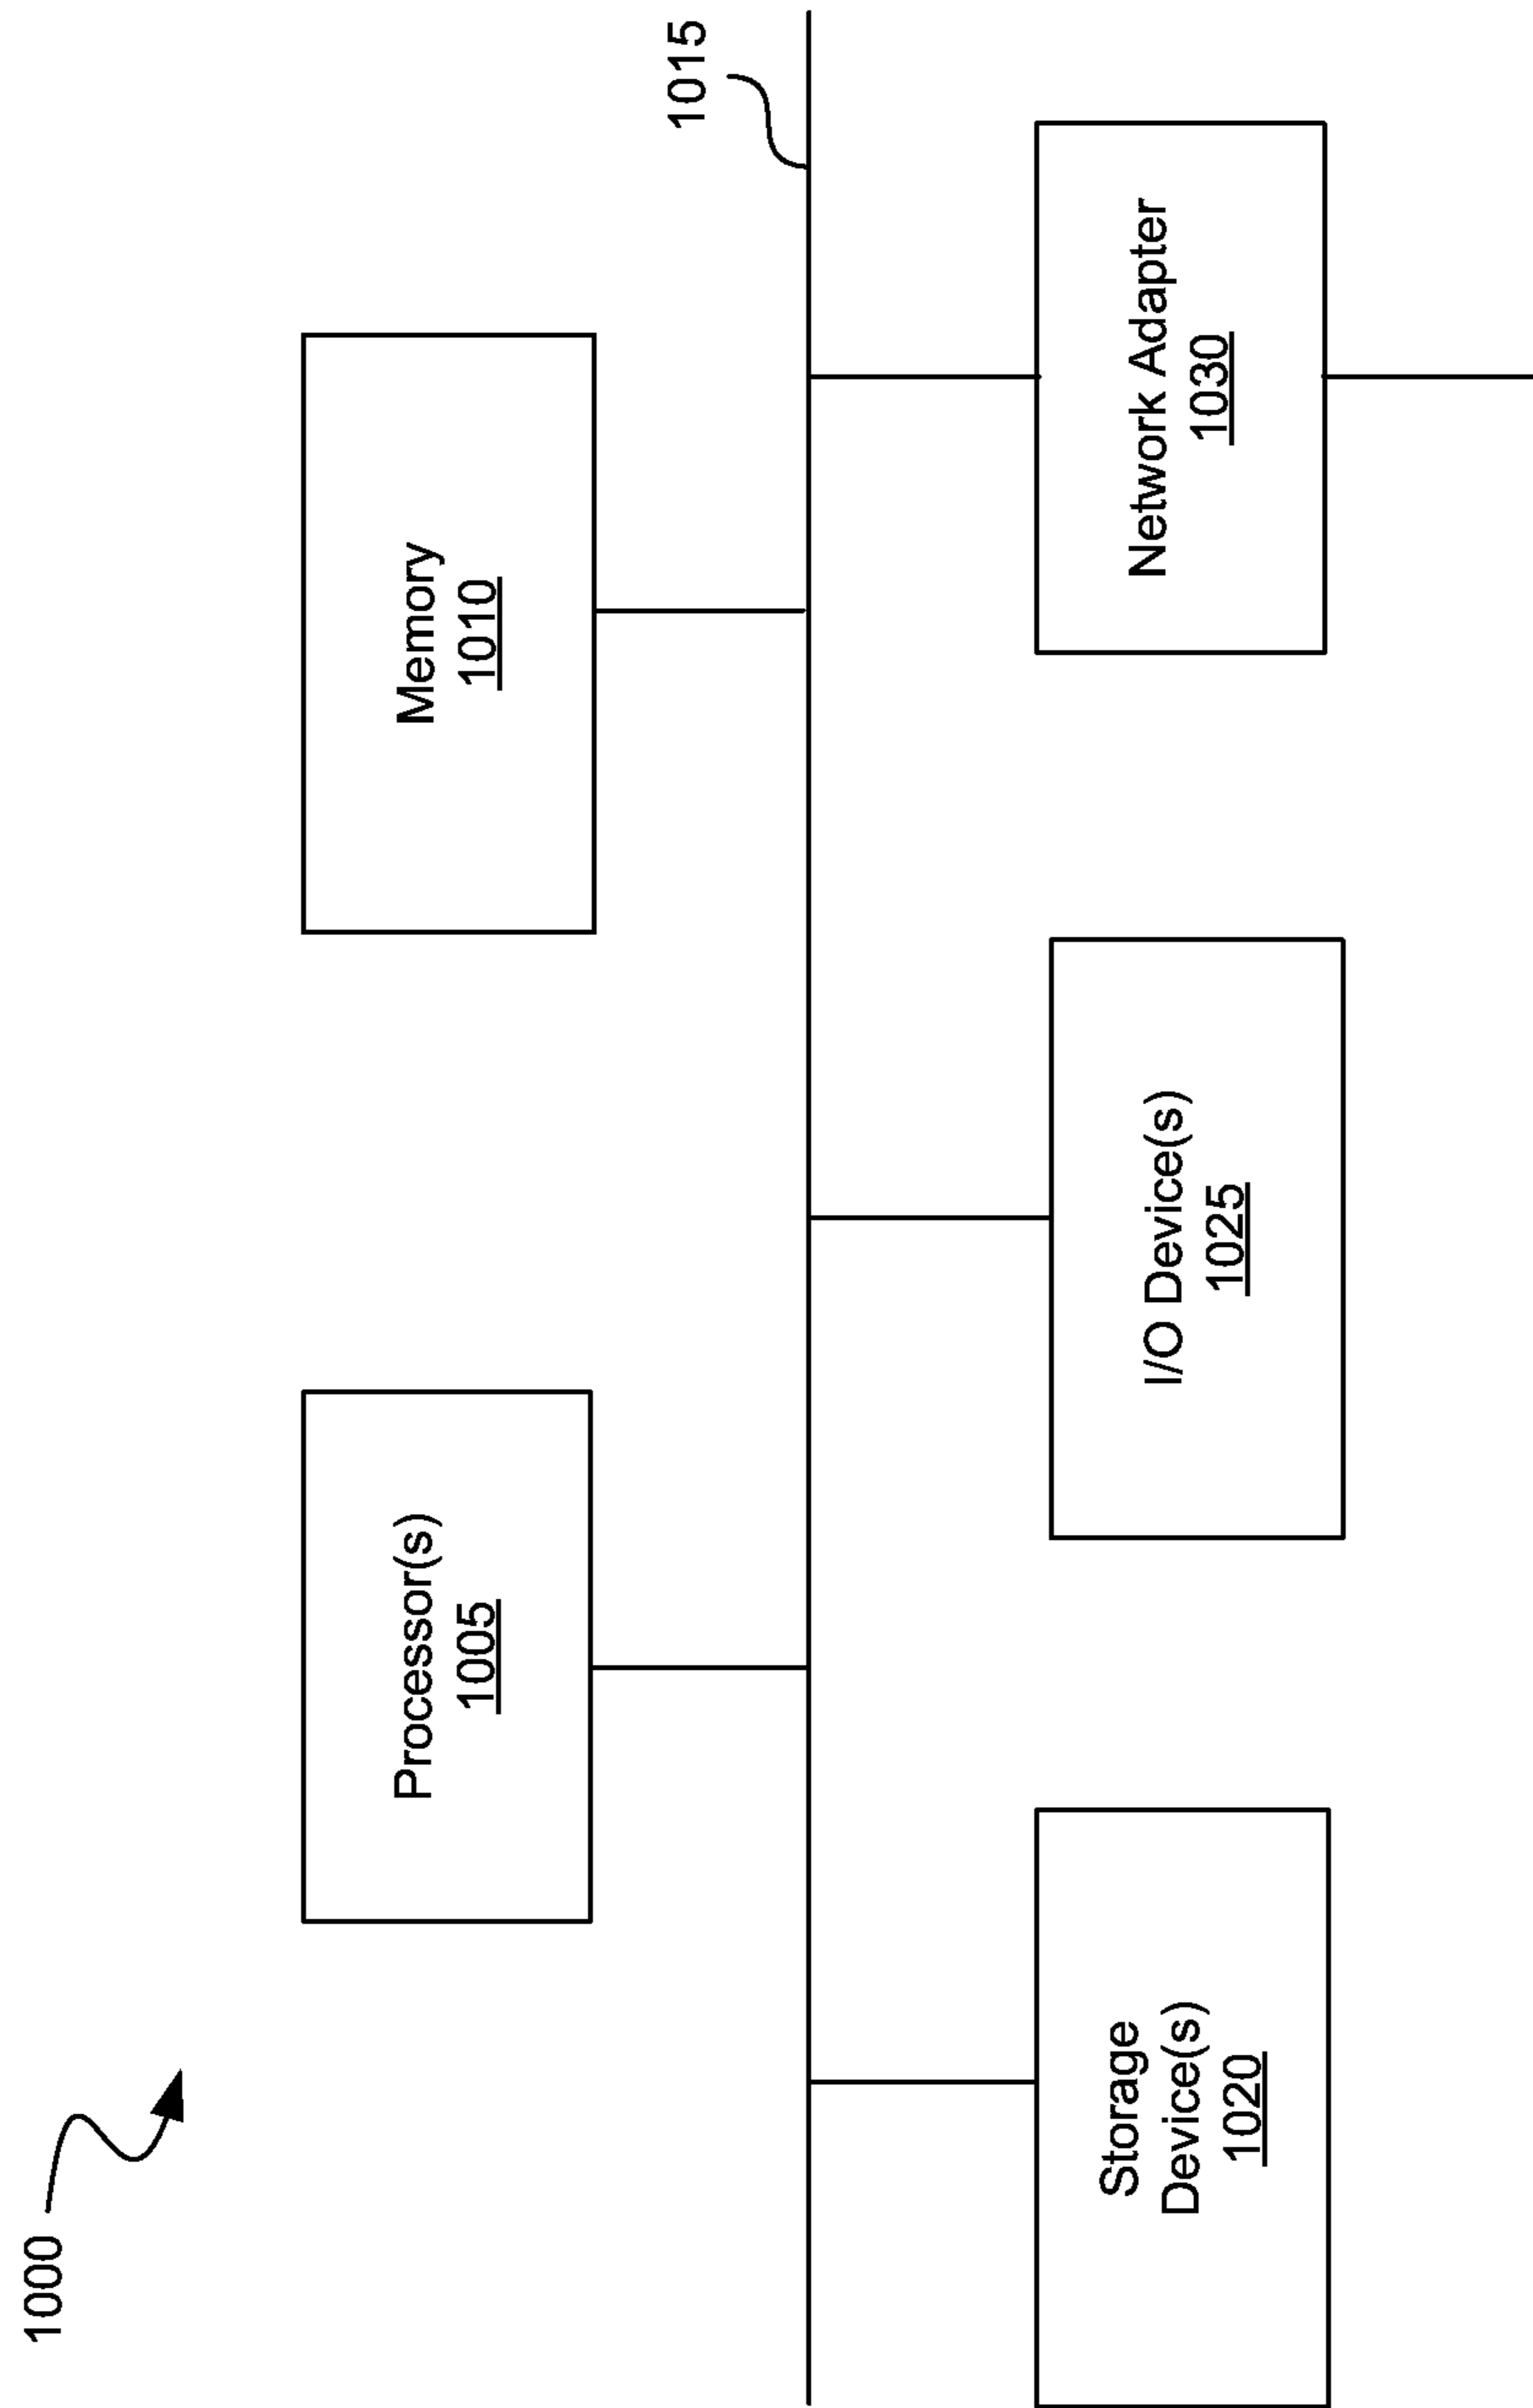 1000
Processor(s)
1005
Memory
1010
1015
Storage
Device(s)
1020
I/O Device(s)
1025
Network Adapter
1030